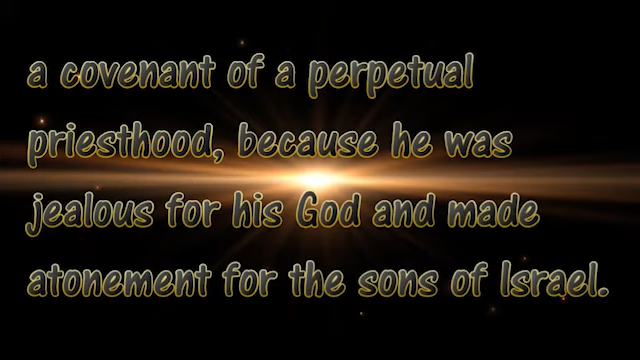 a covenant of a perpetual
priesthood, because he was
jealous for his God and made
atonement for the sons of Israel.